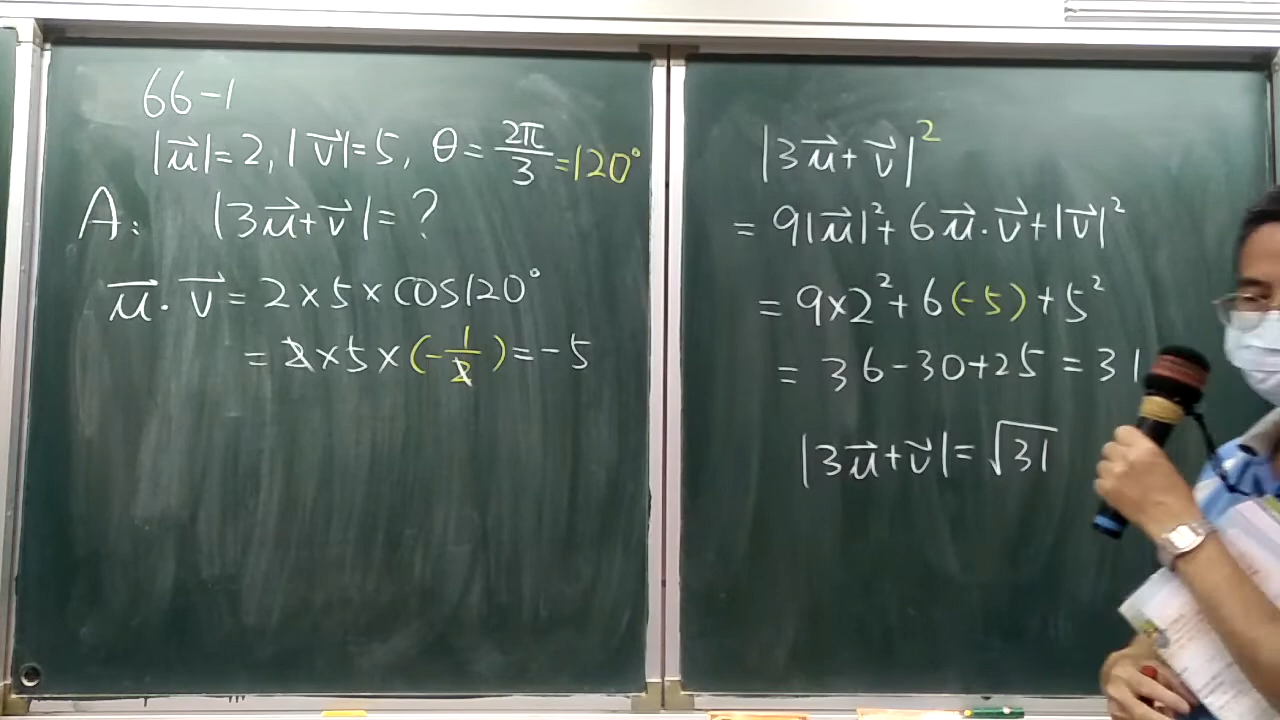 66-1
|u⃗|=2, |v⃗|=5, θ=2π/3=120°
A: |3u⃗+v⃗|=?
u⃗·v⃗=2×5×cos120°
=2×5×(-1/2)=-5
|3u⃗+v⃗|²
=9|u⃗|²+6u⃗·v⃗+|v⃗|²
=9×2²+6(-5)+5²
=36-30+25=31
|3u⃗+v⃗|=√31